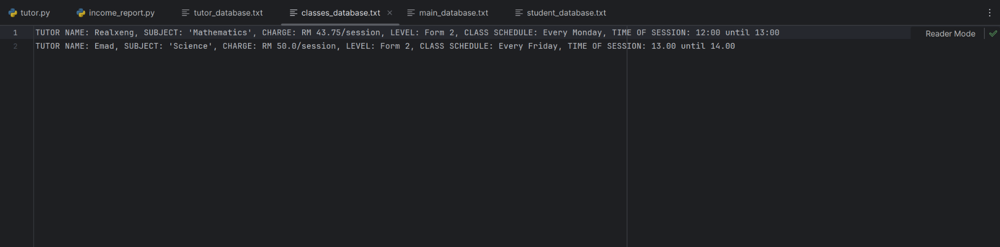 tutor.py income_report.py tutor_database.txt classes_database.txt main_database.txt student_database.txt
1 TUTOR NAME: Realxeng, SUBJECT: 'Mathematics', CHARGE: RM 43.75/session, LEVEL: Form 2, CLASS SCHEDULE: Every Monday, TIME OF SESSION: 12:00 until 13:00
Reader Mode
2 TUTOR NAME: Emad, SUBJECT: 'Science', CHARGE: RM 50.0/session, LEVEL: Form 2, CLASS SCHEDULE: Every Friday, TIME OF SESSION: 13.00 until 14.00